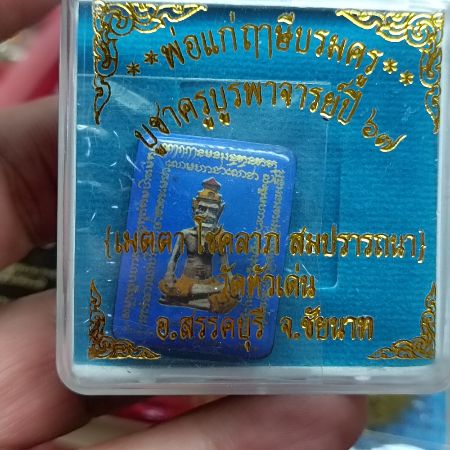 **พ่อแก่ฤาษีบรมครู**
บูชาครูบูรพาจารย์ปี ๖๗
{เมตตา โชคลาภ สมปรารถนา}
วัดหัวเด่น
อ.สรรคบุรี จ.ชัยนาท